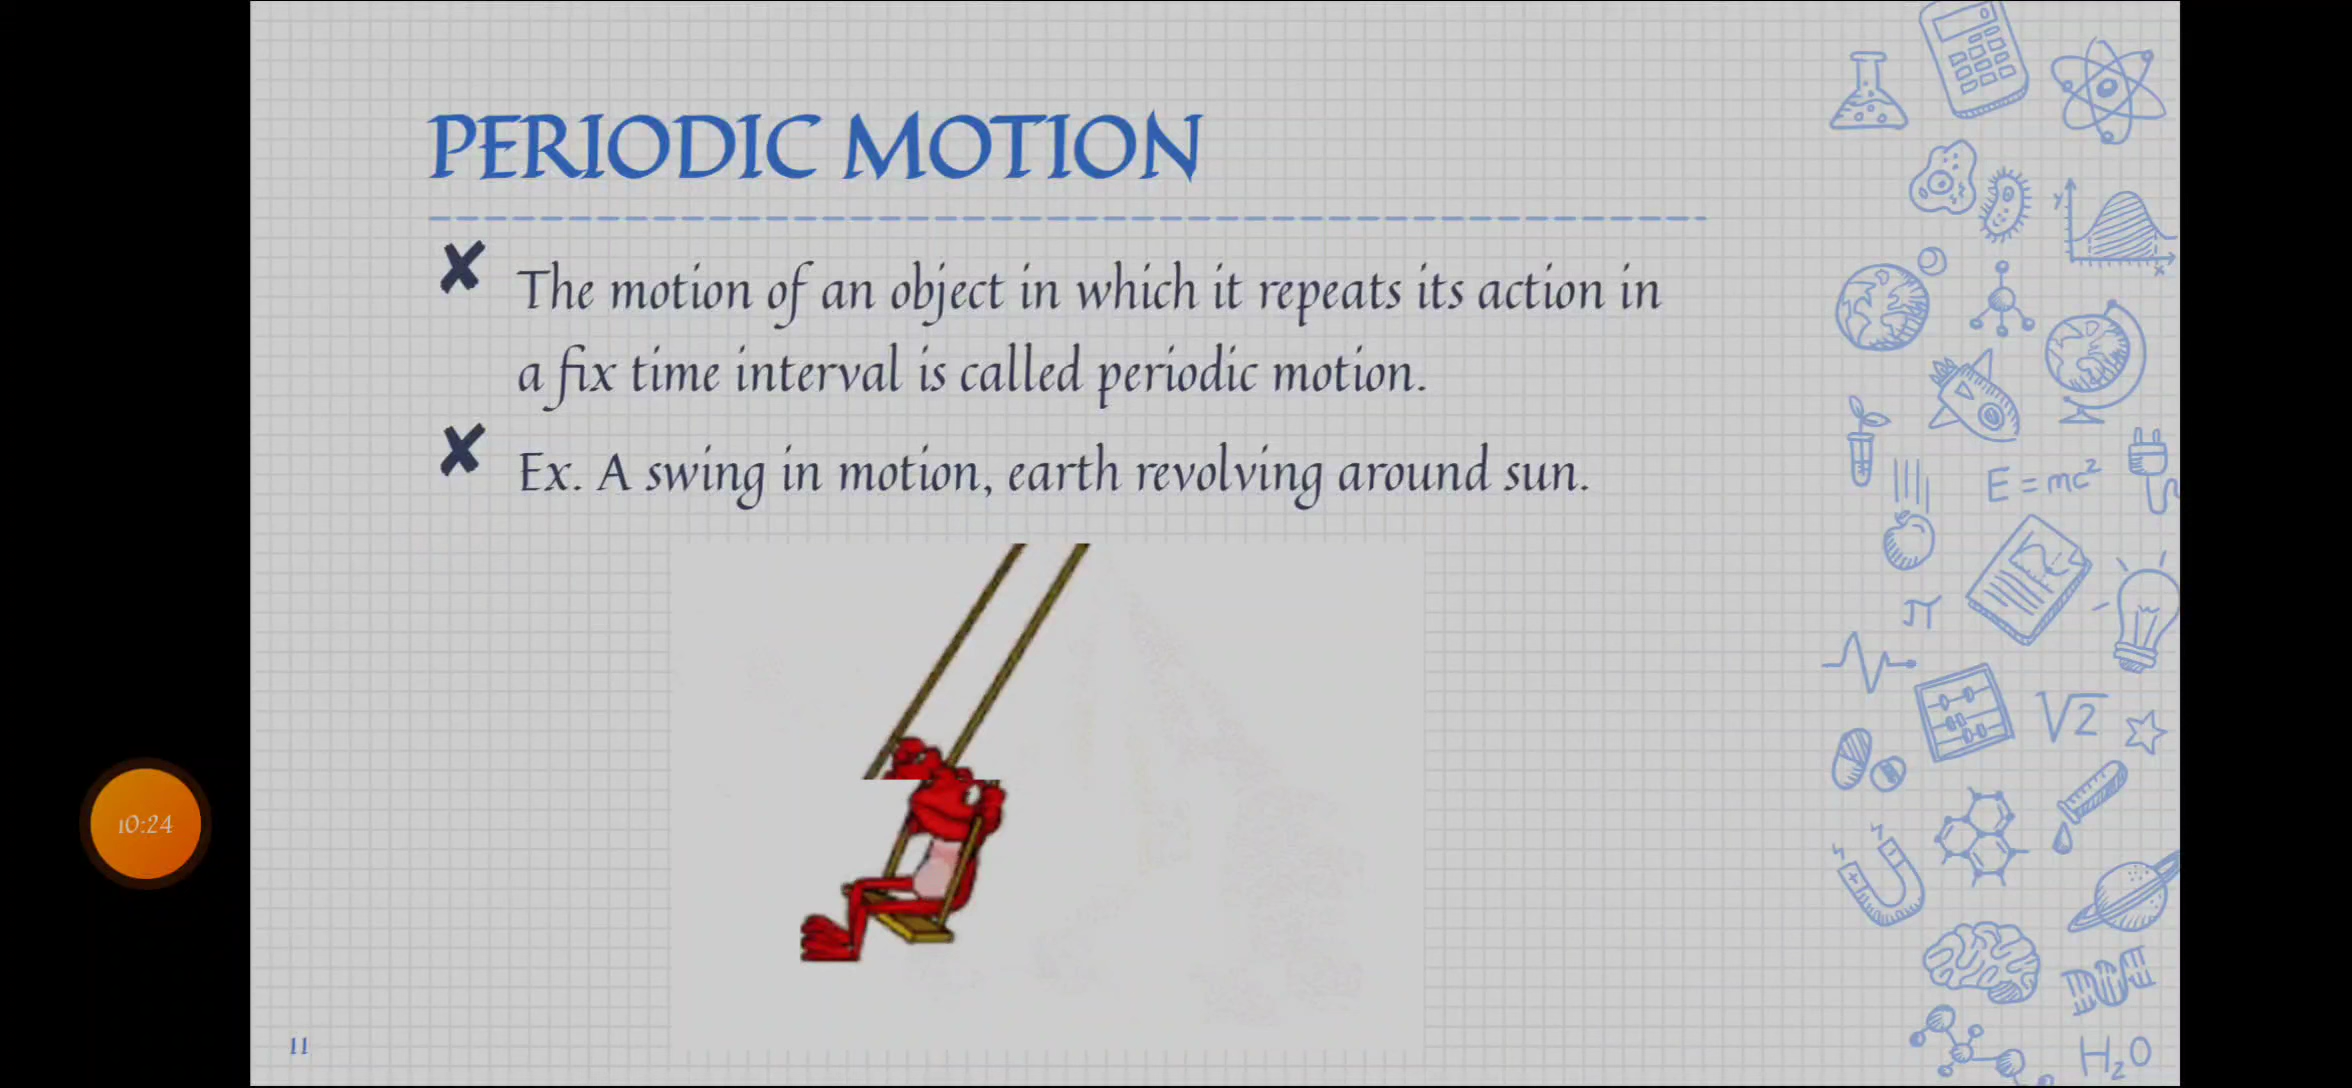 PERIODIC MOTION
✘ The motion of an object in which it repeats its action in
a fix time interval is called periodic motion.
✘ Ex. A swing in motion, earth revolving around sun.
10:24
11
y
x
E = mc²
π
√2
H₂O